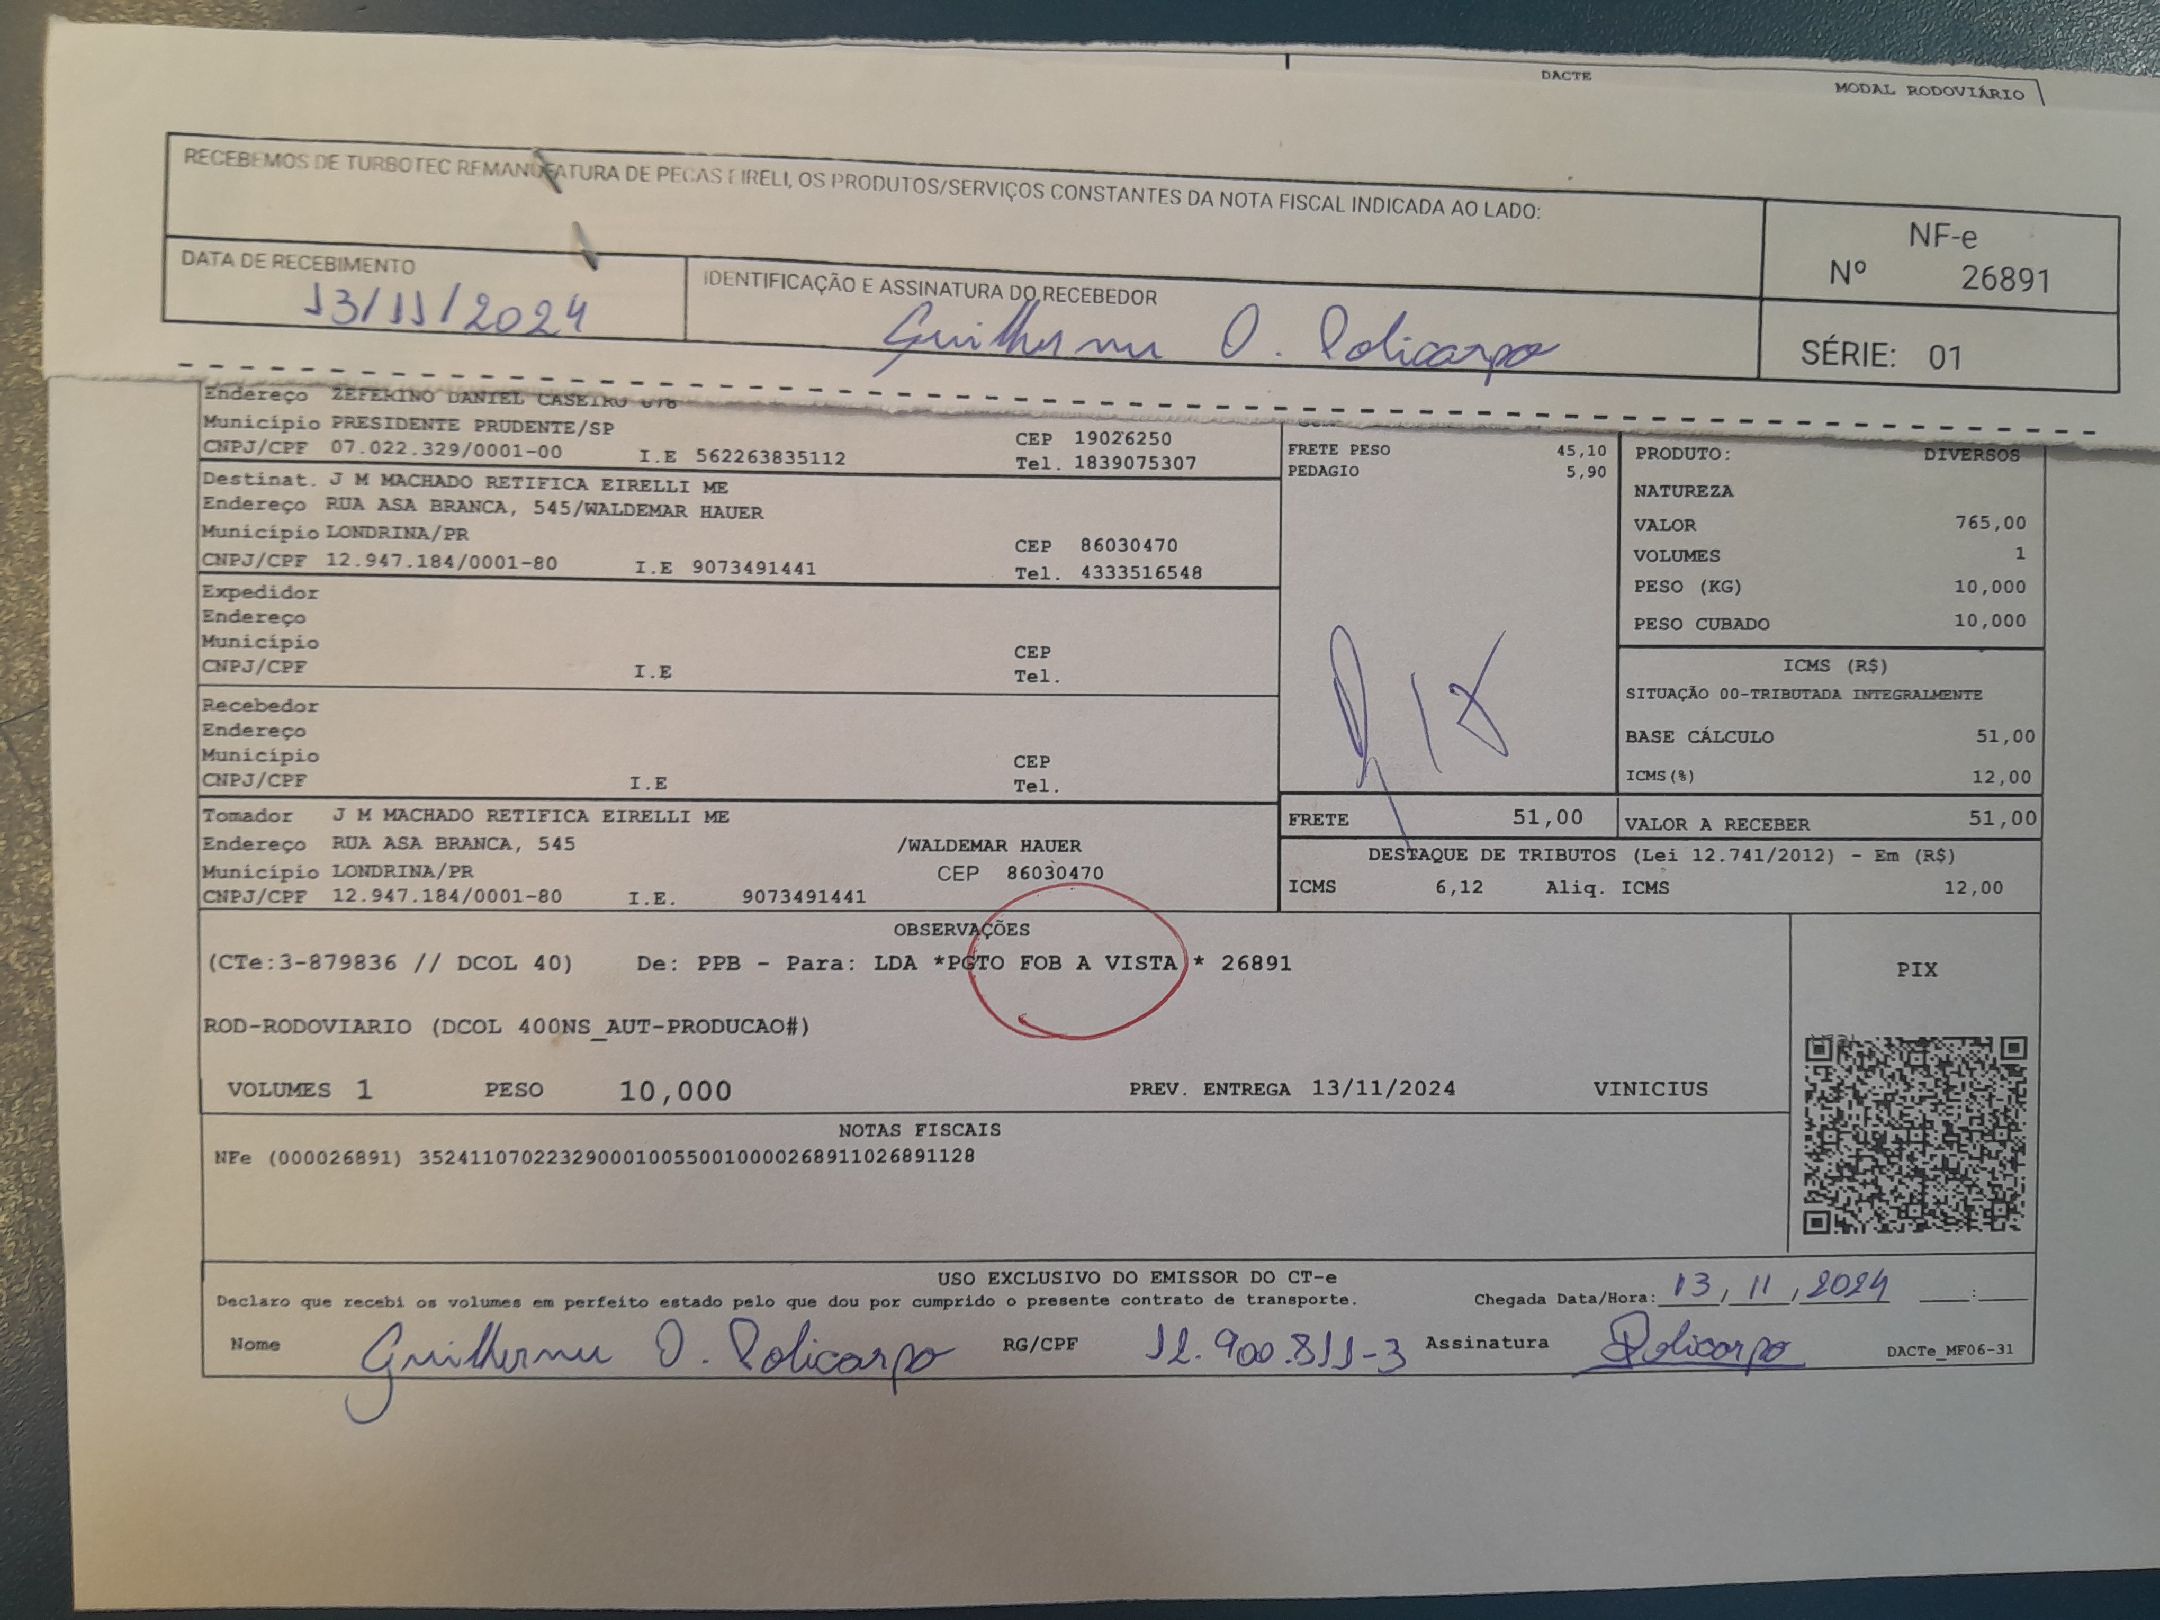 DACTE
MODAL RODOVIÁRIO
RECEBEMOS DE TURBOTEC REMANUFATURA DE PECAS EIRELI, OS PRODUTOS/SERVIÇOS CONSTANTES DA NOTA FISCAL INDICADA AO LADO:
NF-e
Nº 26891
SÉRIE: 01
DATA DE RECEBIMENTO
13/11/2024
IDENTIFICAÇÃO E ASSINATURA DO RECEBEDOR
Guilherme O. Policarpo
Endereço ZEFERINO DANIEL CASEIRO
Município PRESIDENTE PRUDENTE/SP
CEP 19026250
CNPJ/CPF 07.022.329/0001-00 I.E 562263835112 Tel. 1839075307
Destinat. J M MACHADO RETIFICA EIRELLI ME
Endereço RUA ASA BRANCA, 545/WALDEMAR HAUER
Município LONDRINA/PR CEP 86030470
CNPJ/CPF 12.947.184/0001-80 I.E 9073491441 Tel. 4333516548
Expedidor
Endereço
Município CEP
CNPJ/CPF I.E Tel.
Recebedor
Endereço
Município CEP
CNPJ/CPF I.E Tel.
Tomador J M MACHADO RETIFICA EIRELLI ME
Endereço RUA ASA BRANCA, 545 /WALDEMAR HAUER
Município LONDRINA/PR CEP 86030470
CNPJ/CPF 12.947.184/0001-80 I.E. 9073491441
FRETE PESO 45,10
PEDAGIO 5,90
Pix
FRETE 51,00
PRODUTO: DIVERSOS
NATUREZA
VALOR 765,00
VOLUMES 1
PESO (KG) 10,000
PESO CUBADO 10,000
ICMS (R$)
SITUAÇÃO 00-TRIBUTADA INTEGRALMENTE
BASE CÁLCULO 51,00
ICMS(%) 12,00
VALOR A RECEBER 51,00
DESTAQUE DE TRIBUTOS (Lei 12.741/2012) - Em (R$)
ICMS 6,12 Aliq. ICMS 12,00
OBSERVAÇÕES
(CTe:3-879836 // DCOL 40) De: PPB - Para: LDA *PGTO FOB A VISTA * 26891
ROD-RODOVIARIO (DCOL 400NS_AUT-PRODUCAO#)
PIX
VOLUMES 1 PESO 10,000 PREV. ENTREGA 13/11/2024 VINICIUS
NOTAS FISCAIS
NFe (000026891) 35241107022329000100550010000268911026891128
USO EXCLUSIVO DO EMISSOR DO CT-e
Declaro que recebi os volumes em perfeito estado pelo que dou por cumprido o presente contrato de transporte. Chegada Data/Hora: 13, 11, 2024 __:__
Nome Guilherme O. Policarpo RG/CPF 12.900.811-3 Assinatura Policarpo DACTe_MF06-31